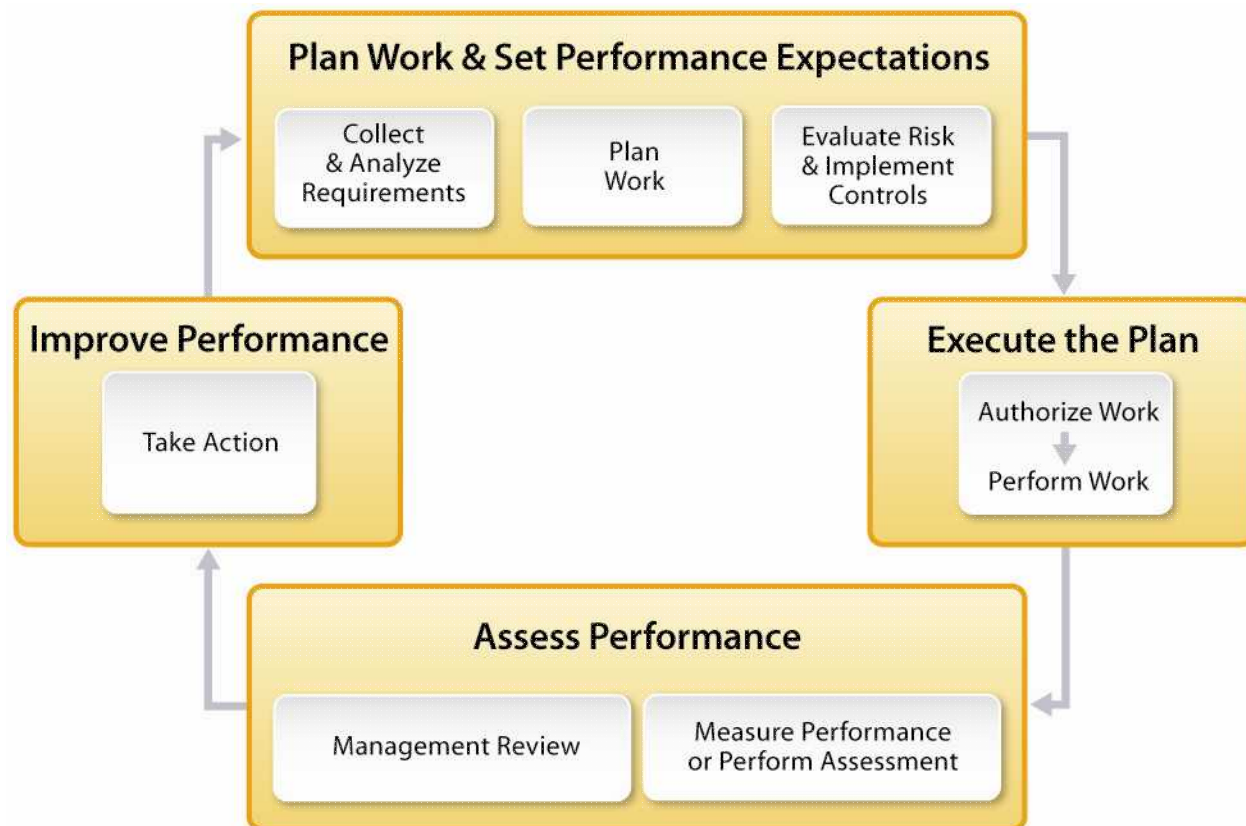 Plan Work & Set Performance Expectations
Collect
& Analyze
Requirements
Plan
Work
Evaluate Risk
& Implement
Controls
Improve Performance
Take Action
Execute the Plan
Authorize Work
Perform Work
Assess Performance
Management Review
Measure Performance
or Perform Assessment